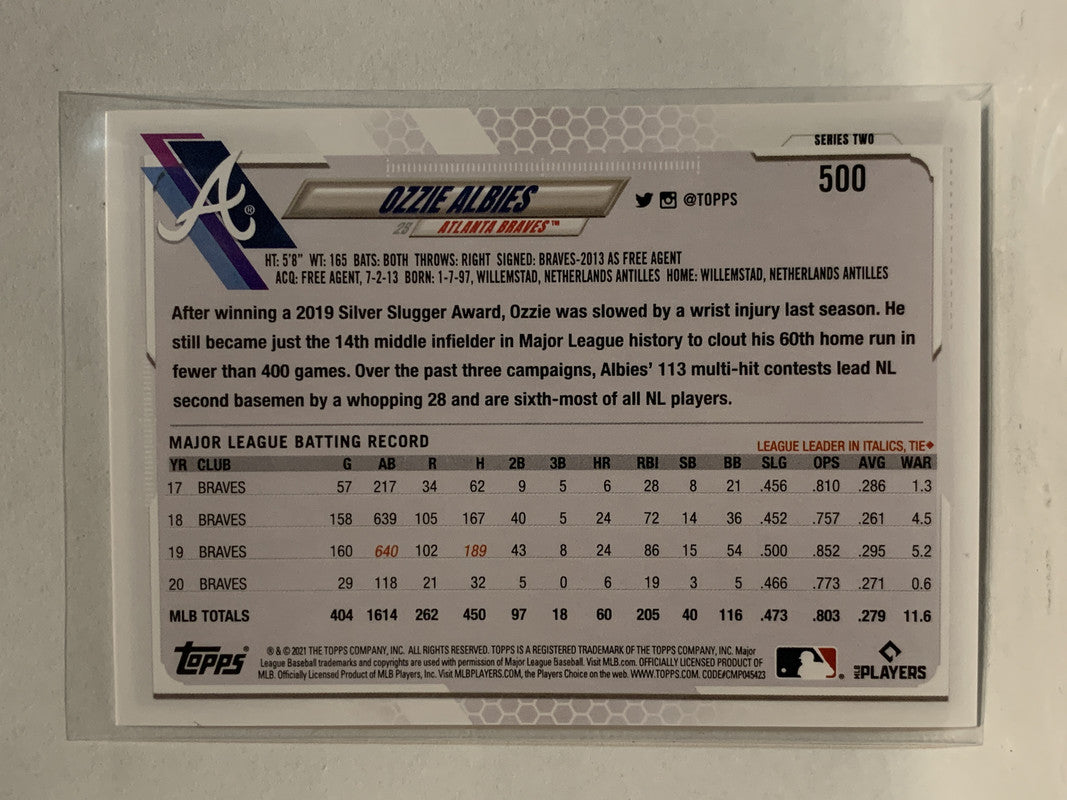 SERIES TWO
500
A®
OZZIE ALBIES
@TOPPS
25 ATLANTA BRAVES™
HT: 5'8" WT: 165 BATS: BOTH THROWS: RIGHT SIGNED: BRAVES-2013 AS FREE AGENT
ACQ: FREE AGENT, 7-2-13 BORN: 1-7-97, WILLEMSTAD, NETHERLANDS ANTILLES HOME: WILLEMSTAD, NETHERLANDS ANTILLES
After winning a 2019 Silver Slugger Award, Ozzie was slowed by a wrist injury last season. He
still became just the 14th middle infielder in Major League history to clout his 60th home run in
fewer than 400 games. Over the past three campaigns, Albies' 113 multi-hit contests lead NL
second basemen by a whopping 28 and are sixth-most of all NL players.
MAJOR LEAGUE BATTING RECORD LEAGUE LEADER IN ITALICS, TIE◆
YR CLUB G AB R H 2B 3B HR RBI SB BB SLG OPS AVG WAR
17 BRAVES 57 217 34 62 9 5 6 28 8 21 .456 .810 .286 1.3
18 BRAVES 158 639 105 167 40 5 24 72 14 36 .452 .757 .261 4.5
19 BRAVES 160 640 102 189 43 8 24 86 15 54 .500 .852 .295 5.2
20 BRAVES 29 118 21 32 5 0 6 19 3 5 .466 .773 .271 0.6
MLB TOTALS 404 1614 262 450 97 18 60 205 40 116 .473 .803 .279 11.6
Topps®
® & © 2021 THE TOPPS COMPANY, INC. ALL RIGHTS RESERVED. TOPPS IS A REGISTERED TRADEMARK OF THE TOPPS COMPANY, INC. Major
League Baseball trademarks and copyrights are used with permission of Major League Baseball. Visit MLB.com. OFFICIALLY LICENSED PRODUCT OF
MLB. Officially Licensed Product of MLB Players, Inc. Visit MLBPLAYERS.COM, the Players Choice on the web. WWW.TOPPS.COM. CODE#CMP045423
®
MLB PLAYERS